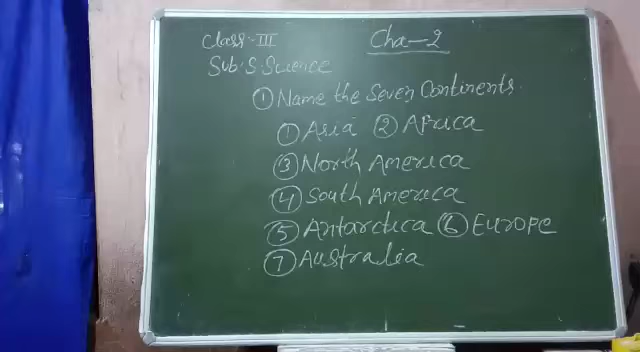 Class-III Cha-2
Sub:S.Science
① Name the Seven Continents.
① Asia ② Africa
③ North America
④ South America
⑤ Antarctica ⑥ Europe
⑦ Australia